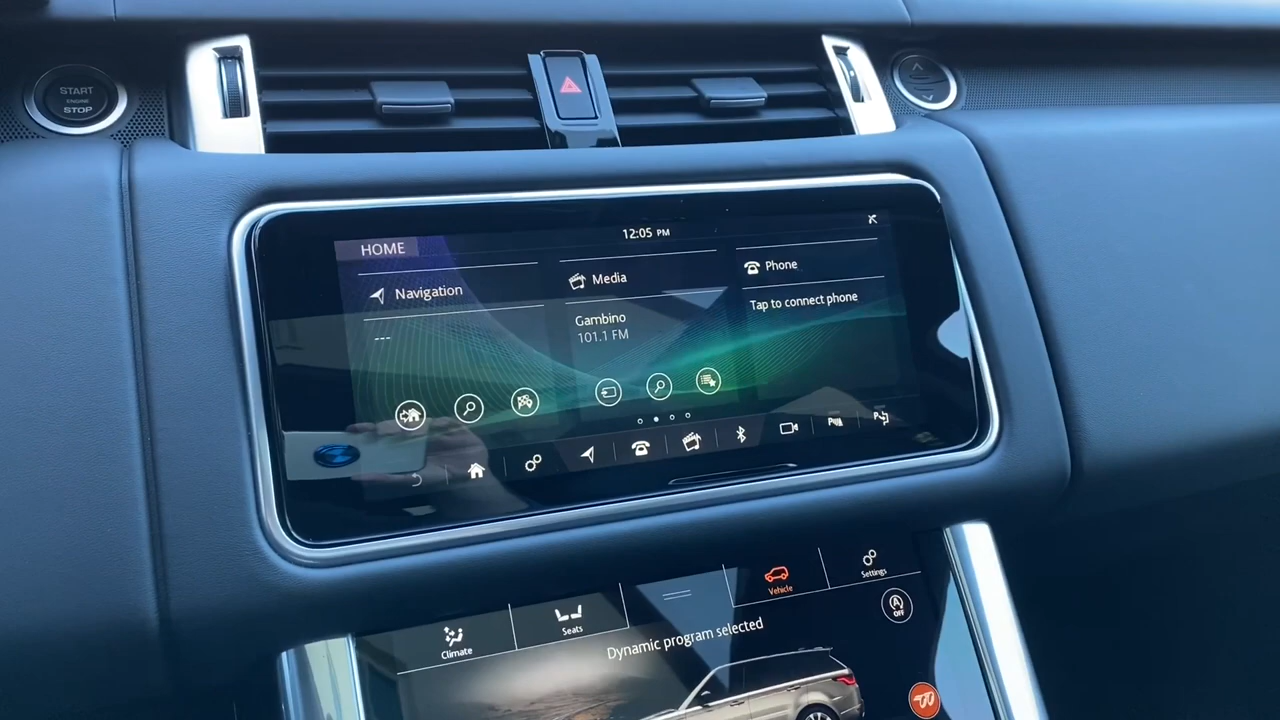 START
ENGINE
STOP
12:05 PM
HOME
Navigation
---
Media
Gambino
101.1 FM
Phone
Tap to connect phone
Climate
Seats
Vehicle
Settings
A
OFF
Dynamic program selected